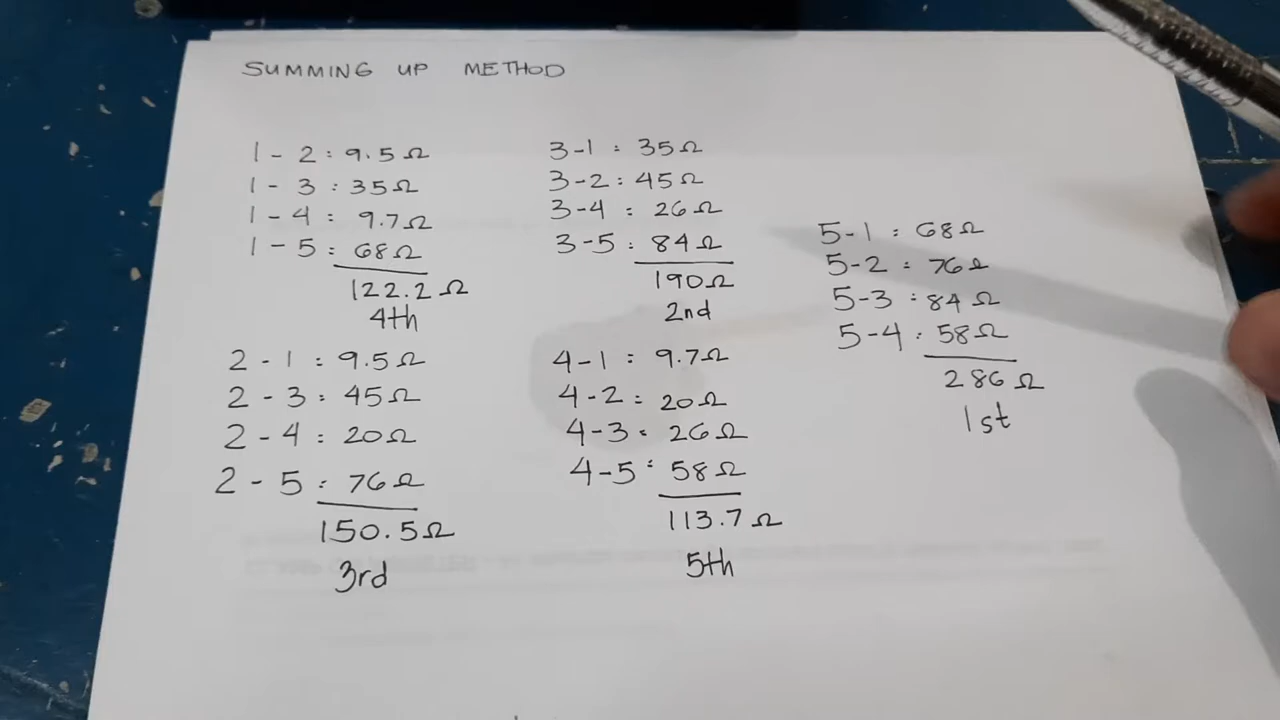 SUMMING UP METHOD
1 - 2 : 9.5Ω
1 - 3 : 35Ω
1 - 4 : 9.7Ω
1 - 5 : 68Ω
122.2 Ω
4th
2 - 1 : 9.5Ω
2 - 3 : 45Ω
2 - 4 : 20Ω
2 - 5 : 76Ω
150.5Ω
3rd
3-1 : 35Ω
3-2 : 45Ω
3-4 : 26Ω
3-5 : 84Ω
190Ω
2nd
4-1 : 9.7Ω
4-2 : 20Ω
4-3 : 26Ω
4-5 : 58Ω
113.7 Ω
5th
5-1 : 68Ω
5-2 : 76Ω
5-3 : 84Ω
5-4 : 58Ω
286 Ω
1st